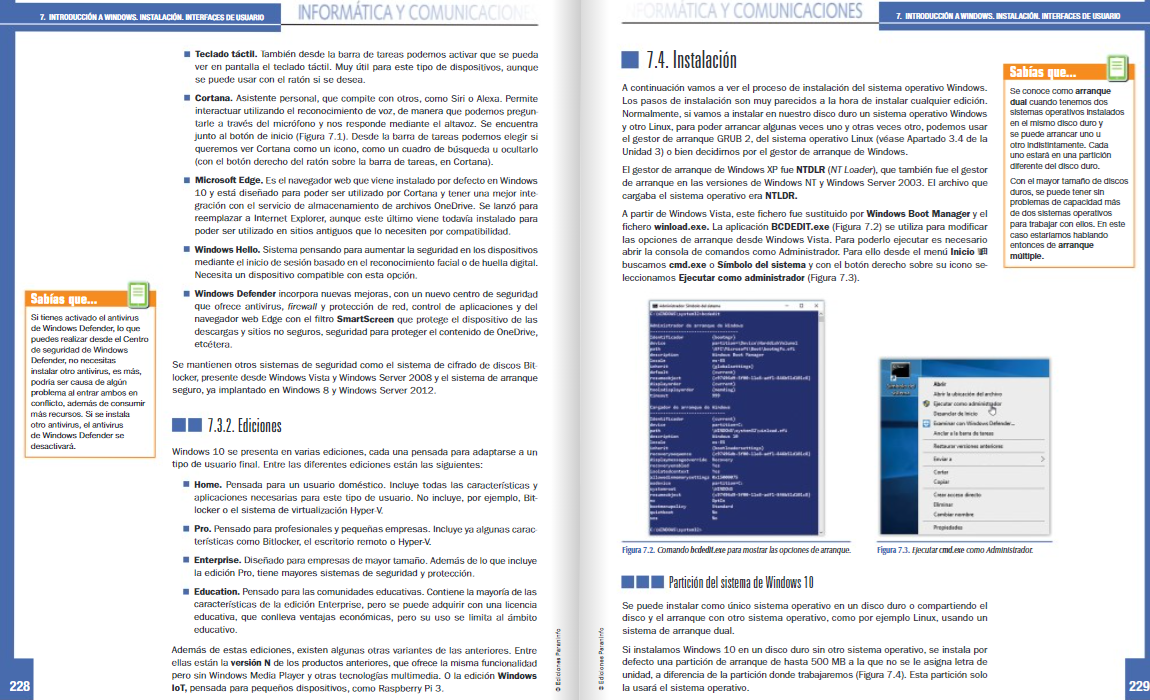 7. INTRODUCCIÓN A WINDOWS. INSTALACIÓN. INTERFACES DE USUARIO
INFORMÁTICA Y COMUNICACIONES
Teclado táctil. También desde la barra de tareas podemos activar que se pueda
ver en pantalla el teclado táctil. Muy útil para este tipo de dispositivos, aunque
se puede usar con el ratón si se desea.
Cortana. Asistente personal, que compite con otros, como Siri o Alexa. Permite
interactuar utilizando el reconocimiento de voz, de manera que podemos pregun-
tarle a través del micrófono y nos responde mediante el altavoz. Se encuentra
junto al botón de inicio (Figura 7.1). Desde la barra de tareas podemos elegir si
queremos ver Cortana como un icono, como un cuadro de búsqueda u ocultarlo
(con el botón derecho del ratón sobre la barra de tareas, en Cortana).
Microsoft Edge. Es el navegador web que viene instalado por defecto en Windows
10 y está diseñado para poder ser utilizado por Cortana y tener una mejor inte-
gración con el servicio de almacenamiento de archivos OneDrive. Se lanzó para
reemplazar a Internet Explorer, aunque este último viene todavía instalado para
poder ser utilizado en sitios antiguos que lo necesiten por compatibilidad.
Windows Hello. Sistema pensando para aumentar la seguridad en los dispositivos
mediante el inicio de sesión basado en el reconocimiento facial o de huella digital.
Necesita un dispositivo compatible con esta opción.
Windows Defender incorpora nuevas mejoras, con un nuevo centro de seguridad
que ofrece antivirus, firewall y protección de red, control de aplicaciones y del
navegador web Edge con el filtro SmartScreen que protege el dispositivo de las
descargas y sitios no seguros, seguridad para proteger el contenido de OneDrive,
etcétera.
Se mantienen otros sistemas de seguridad como el sistema de cifrado de discos Bit-
locker, presente desde Windows Vista y Windows Server 2008 y el sistema de arranque
seguro, ya implantado en Windows 8 y Windows Server 2012.
Sabías que...
Si tienes activado el antivirus
de Windows Defender, lo que
puedes realizar desde el Centro
de seguridad de Windows
Defender, no necesitas
instalar otro antivirus, es más,
podría ser causa de algún
problema al entrar ambos en
conflicto, además de consumir
más recursos. Si se instala
otro antivirus, el antivirus
de Windows Defender se
desactivará.
7.3.2. Ediciones
Windows 10 se presenta en varias ediciones, cada una pensada para adaptarse a un
tipo de usuario final. Entre las diferentes ediciones están las siguientes:
Home. Pensada para un usuario doméstico. Incluye todas las características y
aplicaciones necesarias para este tipo de usuario. No incluye, por ejemplo, Bit-
locker o el sistema de virtualización Hyper-V.
Pro. Pensado para profesionales y pequeñas empresas. Incluye ya algunas carac-
terísticas como Bitlocker, el escritorio remoto o Hyper-V.
Enterprise. Diseñado para empresas de mayor tamaño. Además de lo que incluye
la edición Pro, tiene mayores sistemas de seguridad y protección.
Education. Pensado para las comunidades educativas. Contiene la mayoría de las
características de la edición Enterprise, pero se puede adquirir con una licencia
educativa, que conlleva ventajas económicas, pero su uso se limita al ámbito
educativo.
Además de estas ediciones, existen algunas otras variantes de las anteriores. Entre
ellas están la versión N de los productos anteriores, que ofrece la misma funcionalidad
pero sin Windows Media Player y otras tecnologías multimedia. O la edición Windows
IoT, pensada para pequeños dispositivos, como Raspberry Pi 3.
© Ediciones Paraninfo
228
INFORMÁTICA Y COMUNICACIONES
7. INTRODUCCIÓN A WINDOWS. INSTALACIÓN. INTERFACES DE USUARIO
7.4. Instalación
A continuación vamos a ver el proceso de instalación del sistema operativo Windows.
Los pasos de instalación son muy parecidos a la hora de instalar cualquier edición.
Normalmente, si vamos a instalar en nuestro disco duro un sistema operativo Windows
y otro Linux, para poder arrancar algunas veces uno y otras veces otro, podemos usar
el gestor de arranque GRUB 2, del sistema operativo Linux (véase Apartado 3.4 de la
Unidad 3) o bien decidimos por el gestor de arranque de Windows.
El gestor de arranque de Windows XP fue NTDLR (NT Loader), que también fue el gestor
de arranque en las versiones de Windows NT y Windows Server 2003. El archivo que
cargaba el sistema operativo era NTLDR.
A partir de Windows Vista, este fichero fue sustituido por Windows Boot Manager y el
fichero winload.exe. La aplicación BCDEDIT.exe (Figura 7.2) se utiliza para modificar
las opciones de arranque desde Windows Vista. Para poderlo ejecutar es necesario
abrir la consola de comandos como Administrador. Para ello desde el menú Inicio
buscamos cmd.exe o Símbolo del sistema y con el botón derecho sobre su icono se-
leccionamos Ejecutar como administrador (Figura 7.3).
Sabías que...
Se conoce como arranque
dual cuando tenemos dos
sistemas operativos instalados
en el mismo disco duro y
se puede arrancar uno u
otro indistintamente. Cada
uno estará en una partición
diferente del disco duro.
Con el mayor tamaño de discos
duros, se puede tener sin
problemas de capacidad más
de dos sistemas operativos
para trabajar con ellos. En este
caso estaríamos hablando
entonces de arranque
múltiple.
Administrador: Símbolo del sistema
Administrador de arranque de Windows
Cargador de arranque de Windows
Abrir
Abrir la ubicación del archivo
Ejecutar como administrador
Desanclar de Inicio
Examinar con Windows Defender...
Anclar a la barra de tareas
Restaurar versiones anteriores
Enviar a
Cortar
Copiar
Crear acceso directo
Eliminar
Cambiar nombre
Propiedades
Figura 7.2. Comando bcdedit.exe para mostrar las opciones de arranque.
Figura 7.3. Ejecutar cmd.exe como Administrador.
Partición del sistema de Windows 10
Se puede instalar como único sistema operativo en un disco duro o compartiendo el
disco y el arranque con otro sistema operativo, como por ejemplo Linux, usando un
sistema de arranque dual.
Si instalamos Windows 10 en un disco duro sin otro sistema operativo, se instala por
defecto una partición de arranque de hasta 500 MB a la que no se le asigna letra de
unidad, a diferencia de la partición donde trabajaremos (Figura 7.4). Esta partición solo
la usará el sistema operativo.
© Ediciones Paraninfo
229